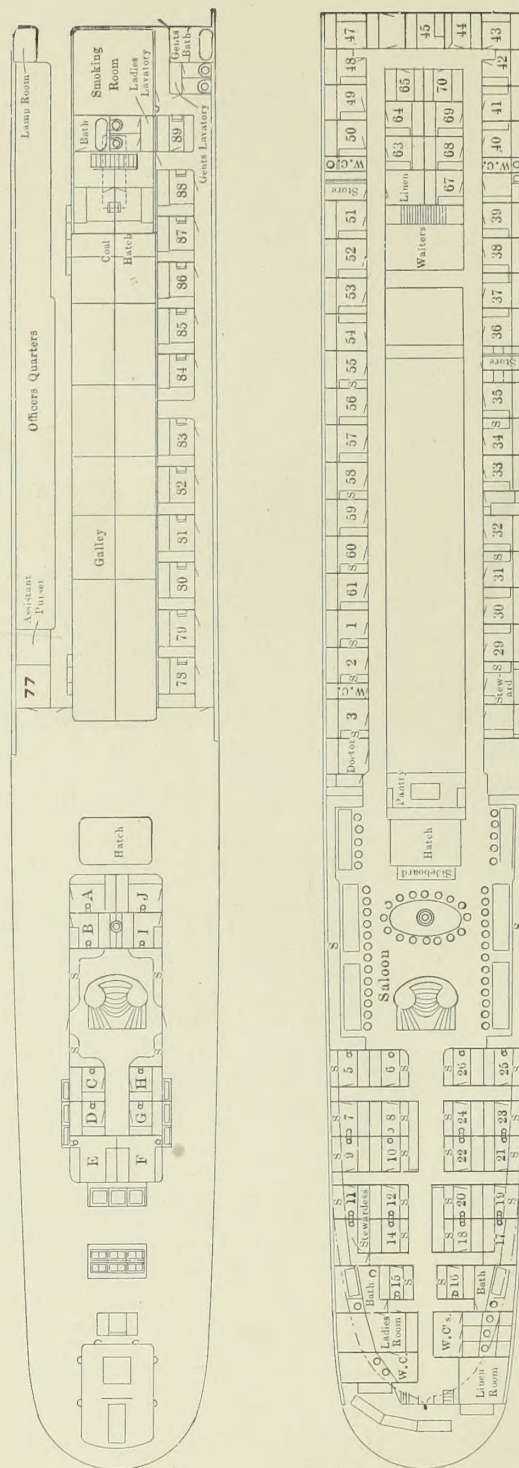 Lamp Room
Smoking
Room
Ladies
Lavatory
Gents
Bath
Gents Lavatory
Bath
89
88
87
86
85
84
83
82
81
80
79
78
Coal
Hatch
Officers Quarters
Galley
Assistant
Purser
77
Hatch
A
J
B
I
S
S
S
S
C
H
D
G
E
F
47
45
44
43
48
42
49
65
70
41
50
64
69
40
W.C.
63
68
W.C.
Store
Linen
67
51
39
Waiters
52
38
53
37
54
36
Store
55
35
S
S
56
34
57
33
58
S
59
32
60
S
S
31
61
30
1
S
29
2
S
S
Stew-
ard
W.C.
3
S
Doctor
Pantry
Hatch
Sideboard
S
S
Saloon
S
S
S
S
5
6
26
25
S
S
S
S
7
8
24
23
9
10
22
21
S
S
S
S
S
S
S
S
11
12
20
19
Stewardess
14
18
17
S
S
S
Bath
15
16
Bath
S
S
Ladies
Room
W.C's.
W.C.
Linen
Room